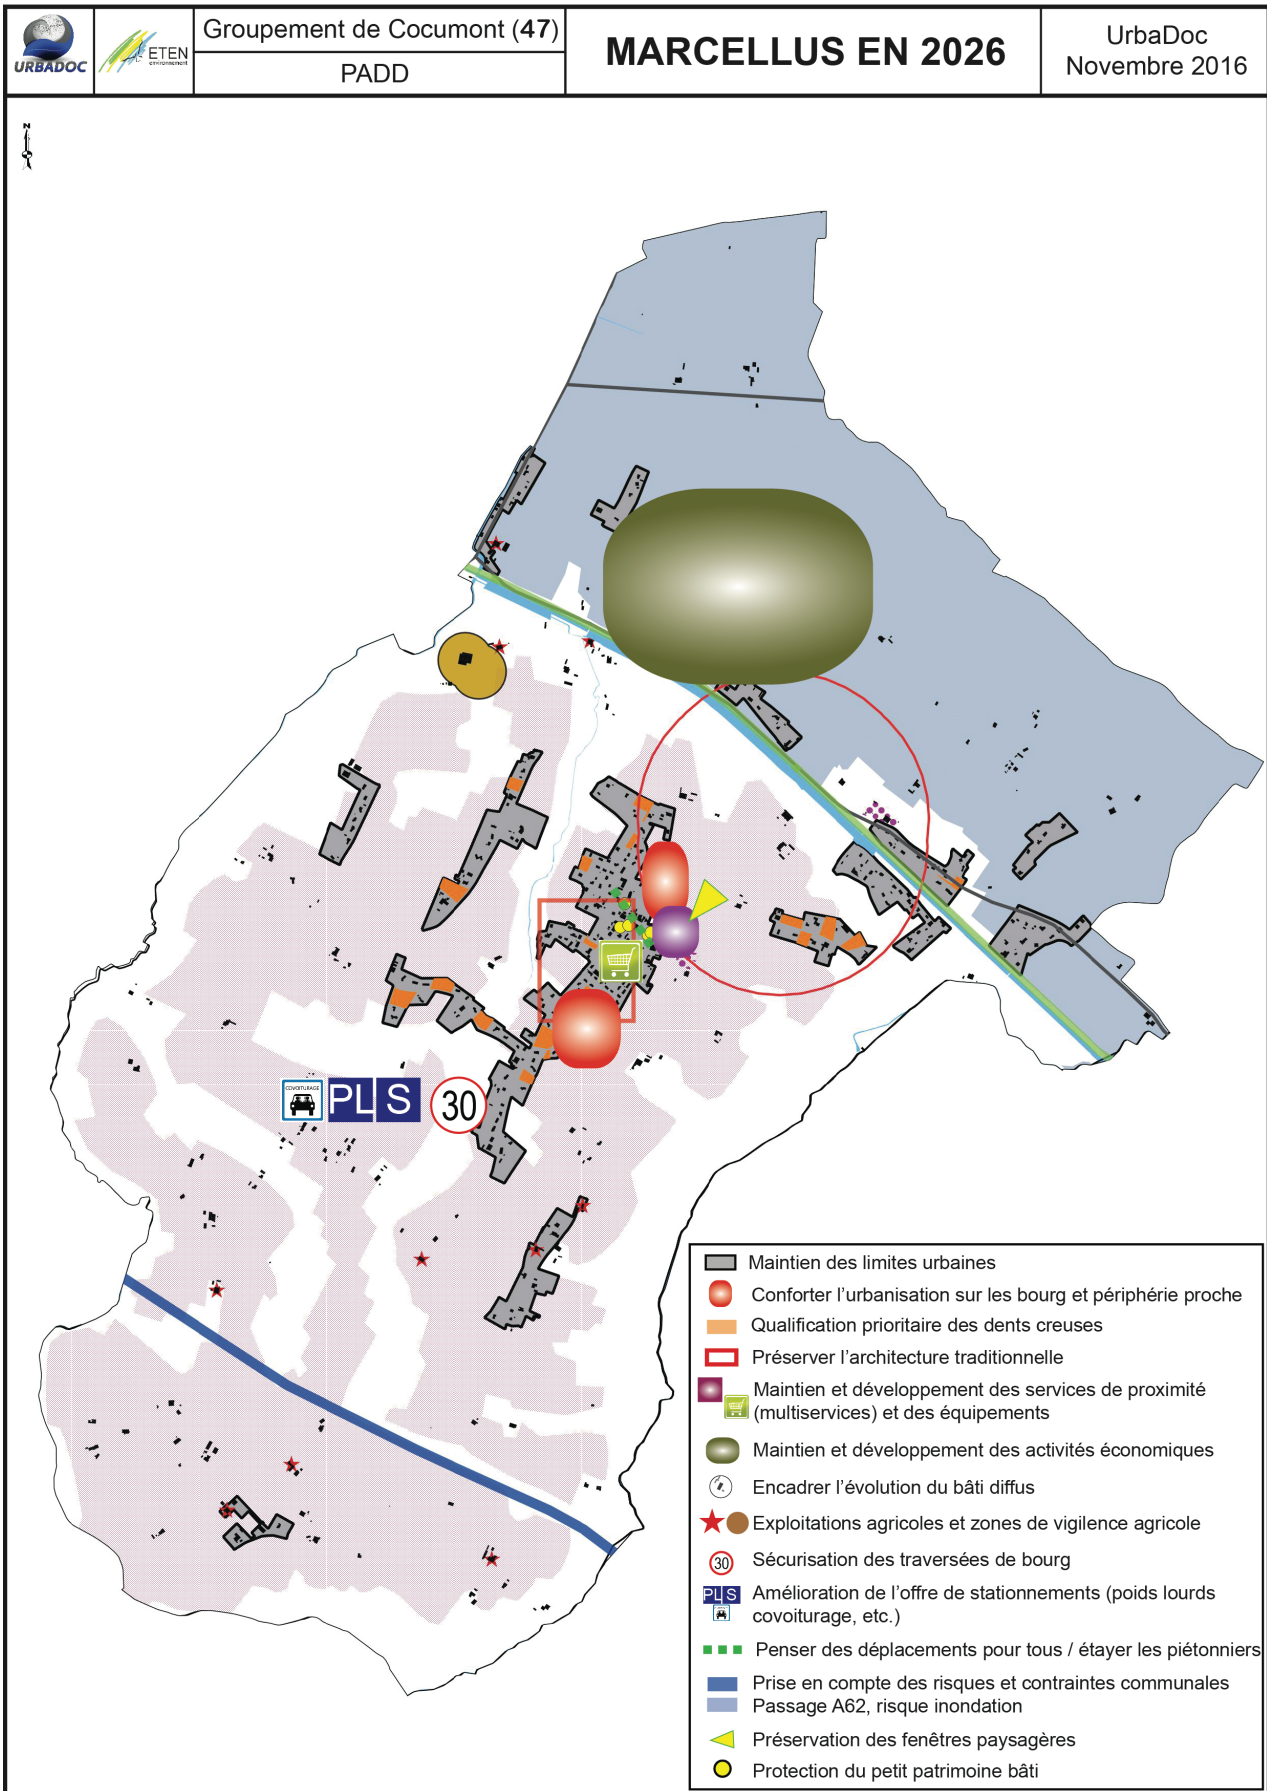 URBADOC
ETEN
environnement
Groupement de Cocumont (47)
PADD
MARCELLUS EN 2026
UrbaDoc
Novembre 2016
N
COVOITURAGE
PL S
30
Maintien des limites urbaines
Conforter l'urbanisation sur les bourg et périphérie proche
Qualification prioritaire des dents creuses
Préserver l'architecture traditionnelle
Maintien et développement des services de proximité
(multiservices) et des équipements
Maintien et développement des activités économiques
Encadrer l'évolution du bâti diffus
Exploitations agricoles et zones de vigilence agricole
30
Sécurisation des traversées de bourg
PL S
Amélioration de l'offre de stationnements (poids lourds
covoiturage, etc.)
Penser des déplacements pour tous / étayer les piétonniers
Prise en compte des risques et contraintes communales
Passage A62, risque inondation
Préservation des fenêtres paysagères
Protection du petit patrimoine bâti